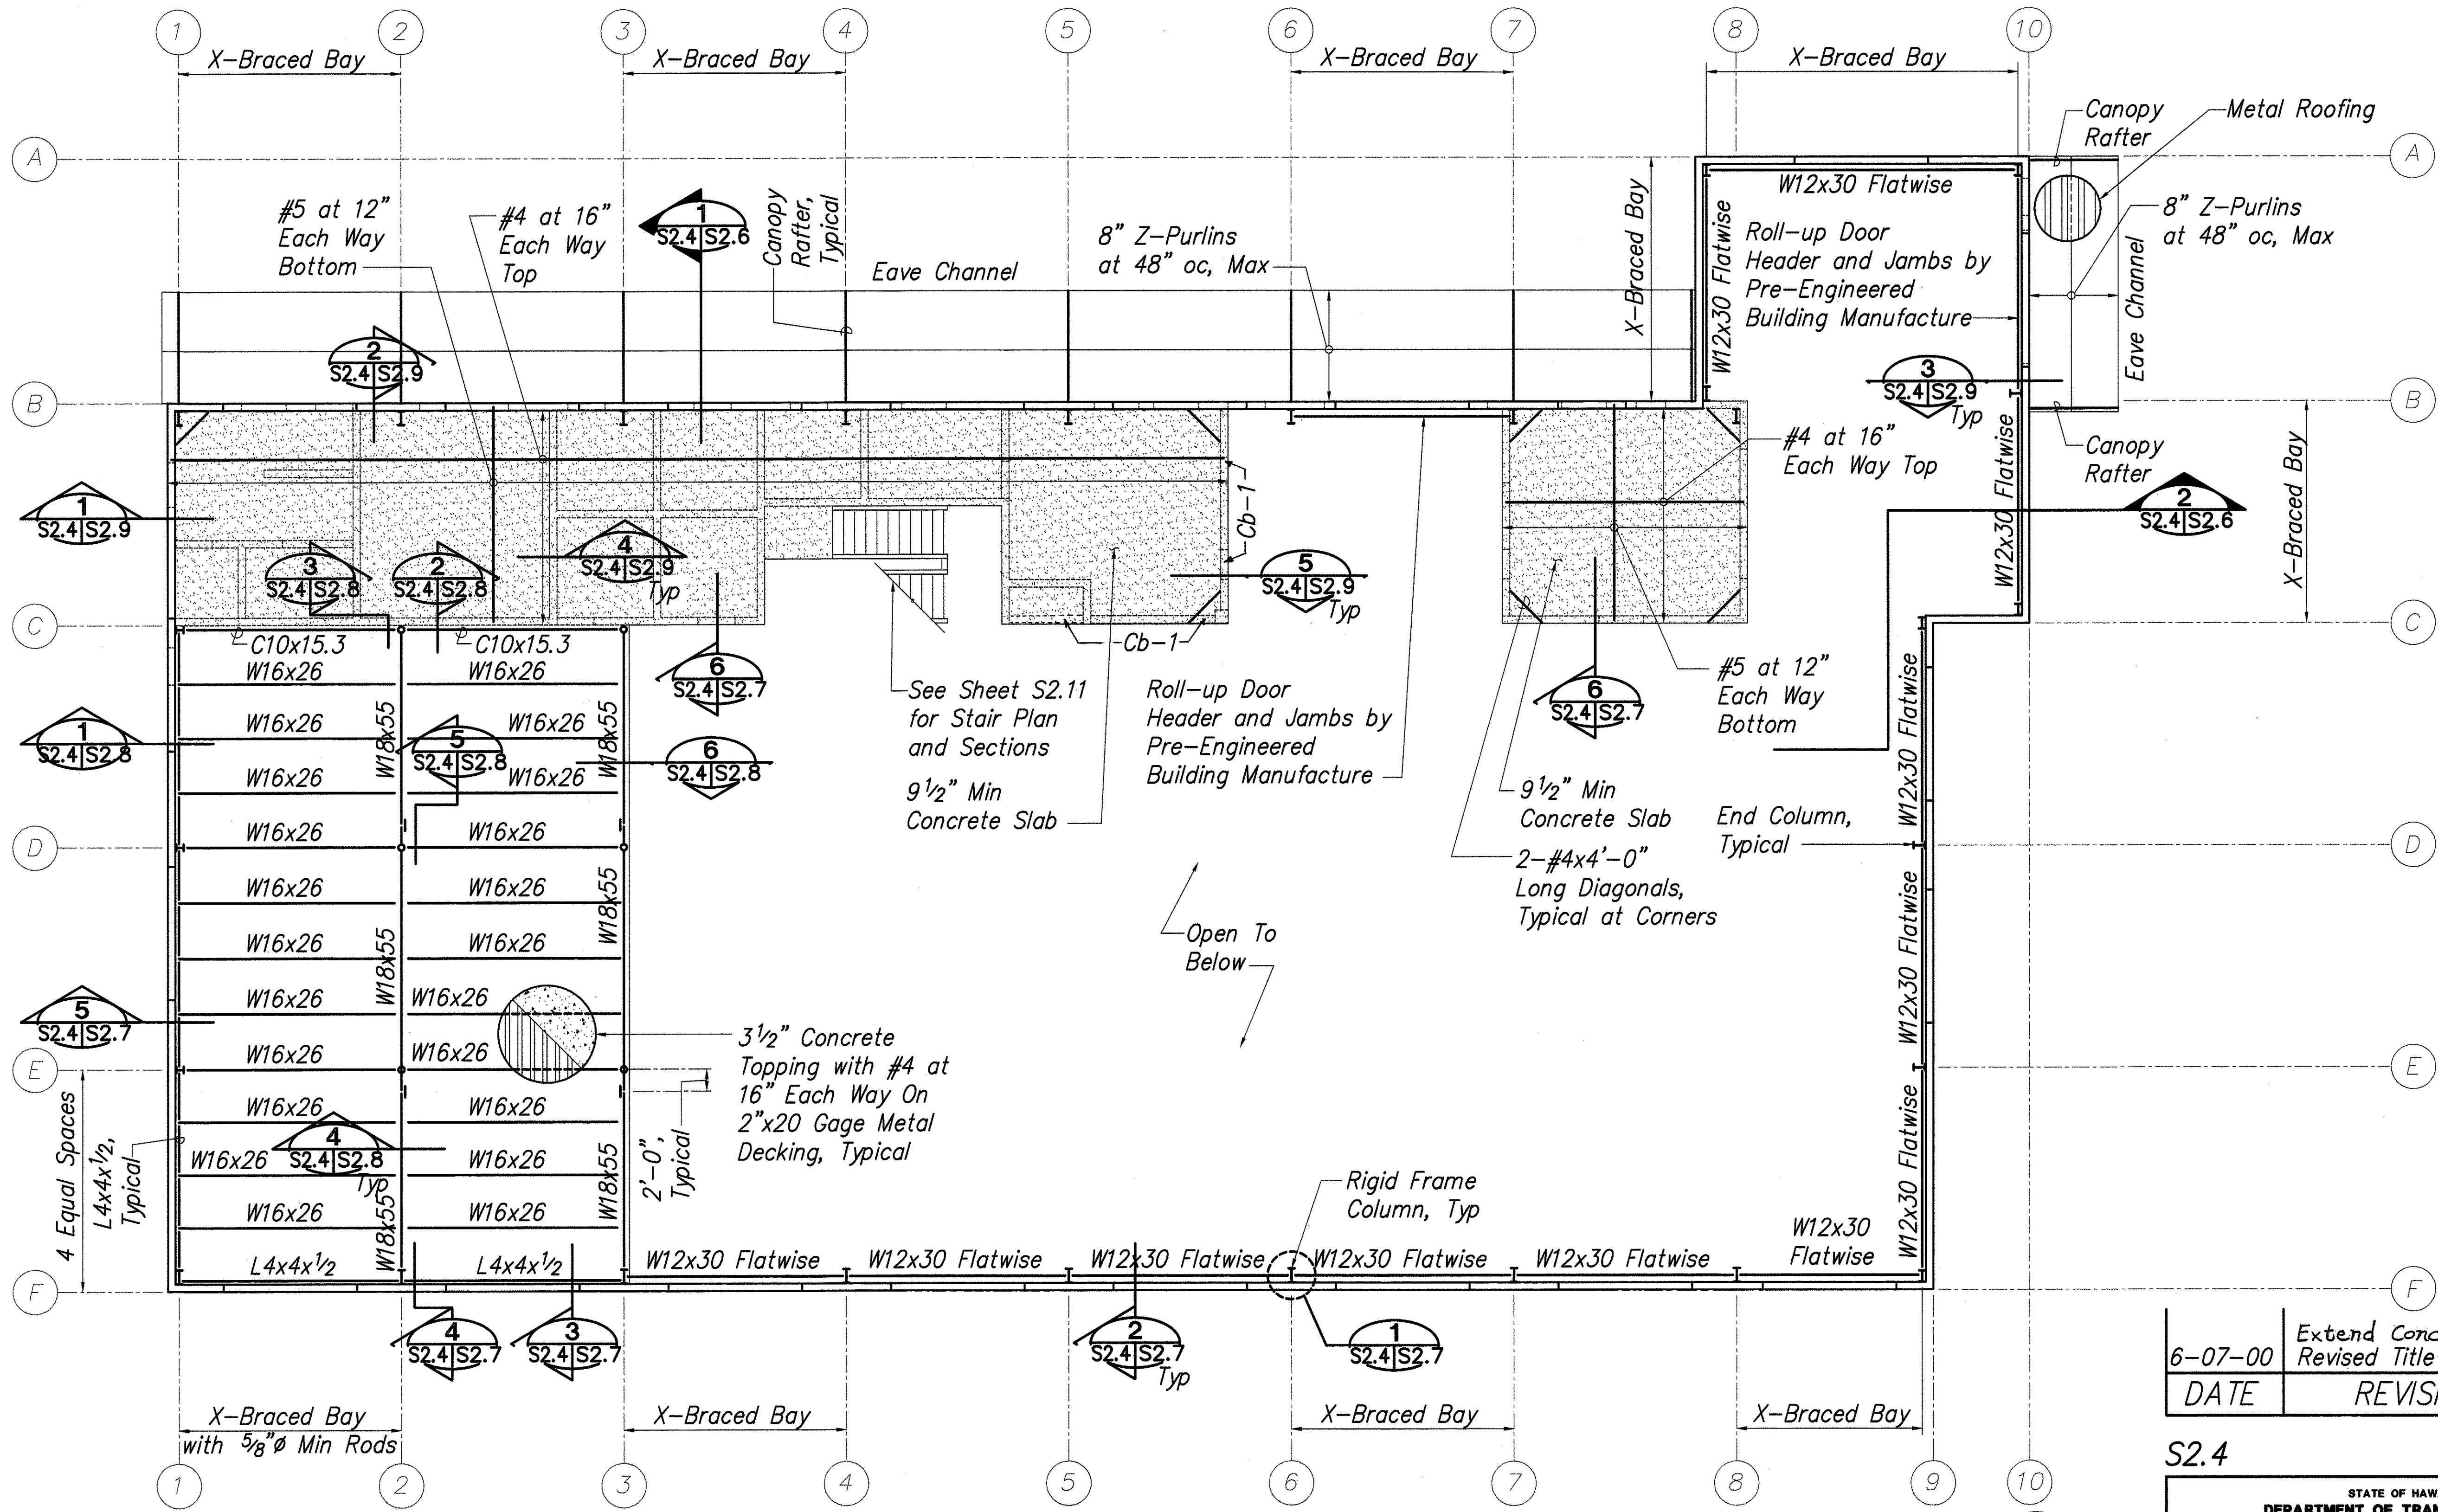 1
2
3
4
5
6
7
8
10
X-Braced Bay
X-Braced Bay
X-Braced Bay
X-Braced Bay
A
A
Canopy
Rafter
Metal Roofing
W12x30 Flatwise
#5 at 12"
Each Way
Bottom
#4 at 16"
Each Way
Top
1
S2.4 S2.6
Canopy
Rafter,
Typical
Eave Channel
8" Z-Purlins
at 48" oc, Max
X-Braced Bay
W12x30 Flatwise
Roll-up Door
Header and Jambs by
Pre-Engineered
Building Manufacture
8" Z-Purlins
at 48" oc, Max
Eave Channel
2
S2.4 S2.9
3
S2.4 S2.9
Typ
B
B
#4 at 16"
Each Way Top
Canopy
Rafter
W12x30 Flatwise
X-Braced Bay
2
S2.4 S2.6
1
S2.4 S2.9
Cb-1
3
S2.4 S2.8
2
S2.4 S2.8
4
S2.4 S2.9
Typ
5
S2.4 S2.9
Typ
C
C
C10x15.3
C10x15.3
Cb-1
W16x26
W16x26
6
S2.4 S2.7
See Sheet S2.11
for Stair Plan
and Sections
Roll-up Door
Header and Jambs by
Pre-Engineered
Building Manufacture
6
S2.4 S2.7
#5 at 12"
Each Way
Bottom
1
S2.4 S2.8
W16x26
W18x55
5
S2.4 S2.8
W16x26
W18x55
6
S2.4 S2.8
W16x26
W16x26
9 1/2" Min
Concrete Slab
9 1/2" Min
Concrete Slab
End Column,
Typical
W12x30 Flatwise
D
W16x26
W16x26
D
2-#4x4'-0"
Long Diagonals,
Typical at Corners
W16x26
W16x26
W18x55
W16x26
W18x55
W16x26
Open To
Below
W12x30 Flatwise
5
S2.4 S2.7
W16x26
W16x26
3 1/2" Concrete
Topping with #4 at
16" Each Way On
2"x20 Gage Metal
Decking, Typical
E
W16x26
W16x26
E
4 Equal Spaces
L4x4x1/2,
Typical
W16x26
W16x26
2'-0",
Typical
W16x26
4
S2.4 S2.8
Typ
W16x26
W18x55
W18x55
W16x26
W16x26
Rigid Frame
Column, Typ
W12x30 Flatwise
L4x4x1/2
L4x4x1/2
W12x30 Flatwise
W12x30 Flatwise
W12x30 Flatwise
W12x30 Flatwise
W12x30 Flatwise
W12x30
Flatwise
F
F
4
S2.4 S2.7
3
S2.4 S2.7
2
S2.4 S2.7
Typ
1
S2.4 S2.7
6-07-00
Extend Conc
Revised Title
DATE
REVIS
X-Braced Bay
with 5/8"ø Min Rods
X-Braced Bay
X-Braced Bay
X-Braced Bay
S2.4
1
2
3
4
5
6
7
8
9
10
STATE OF HAW
DEPARTMENT OF TRAN